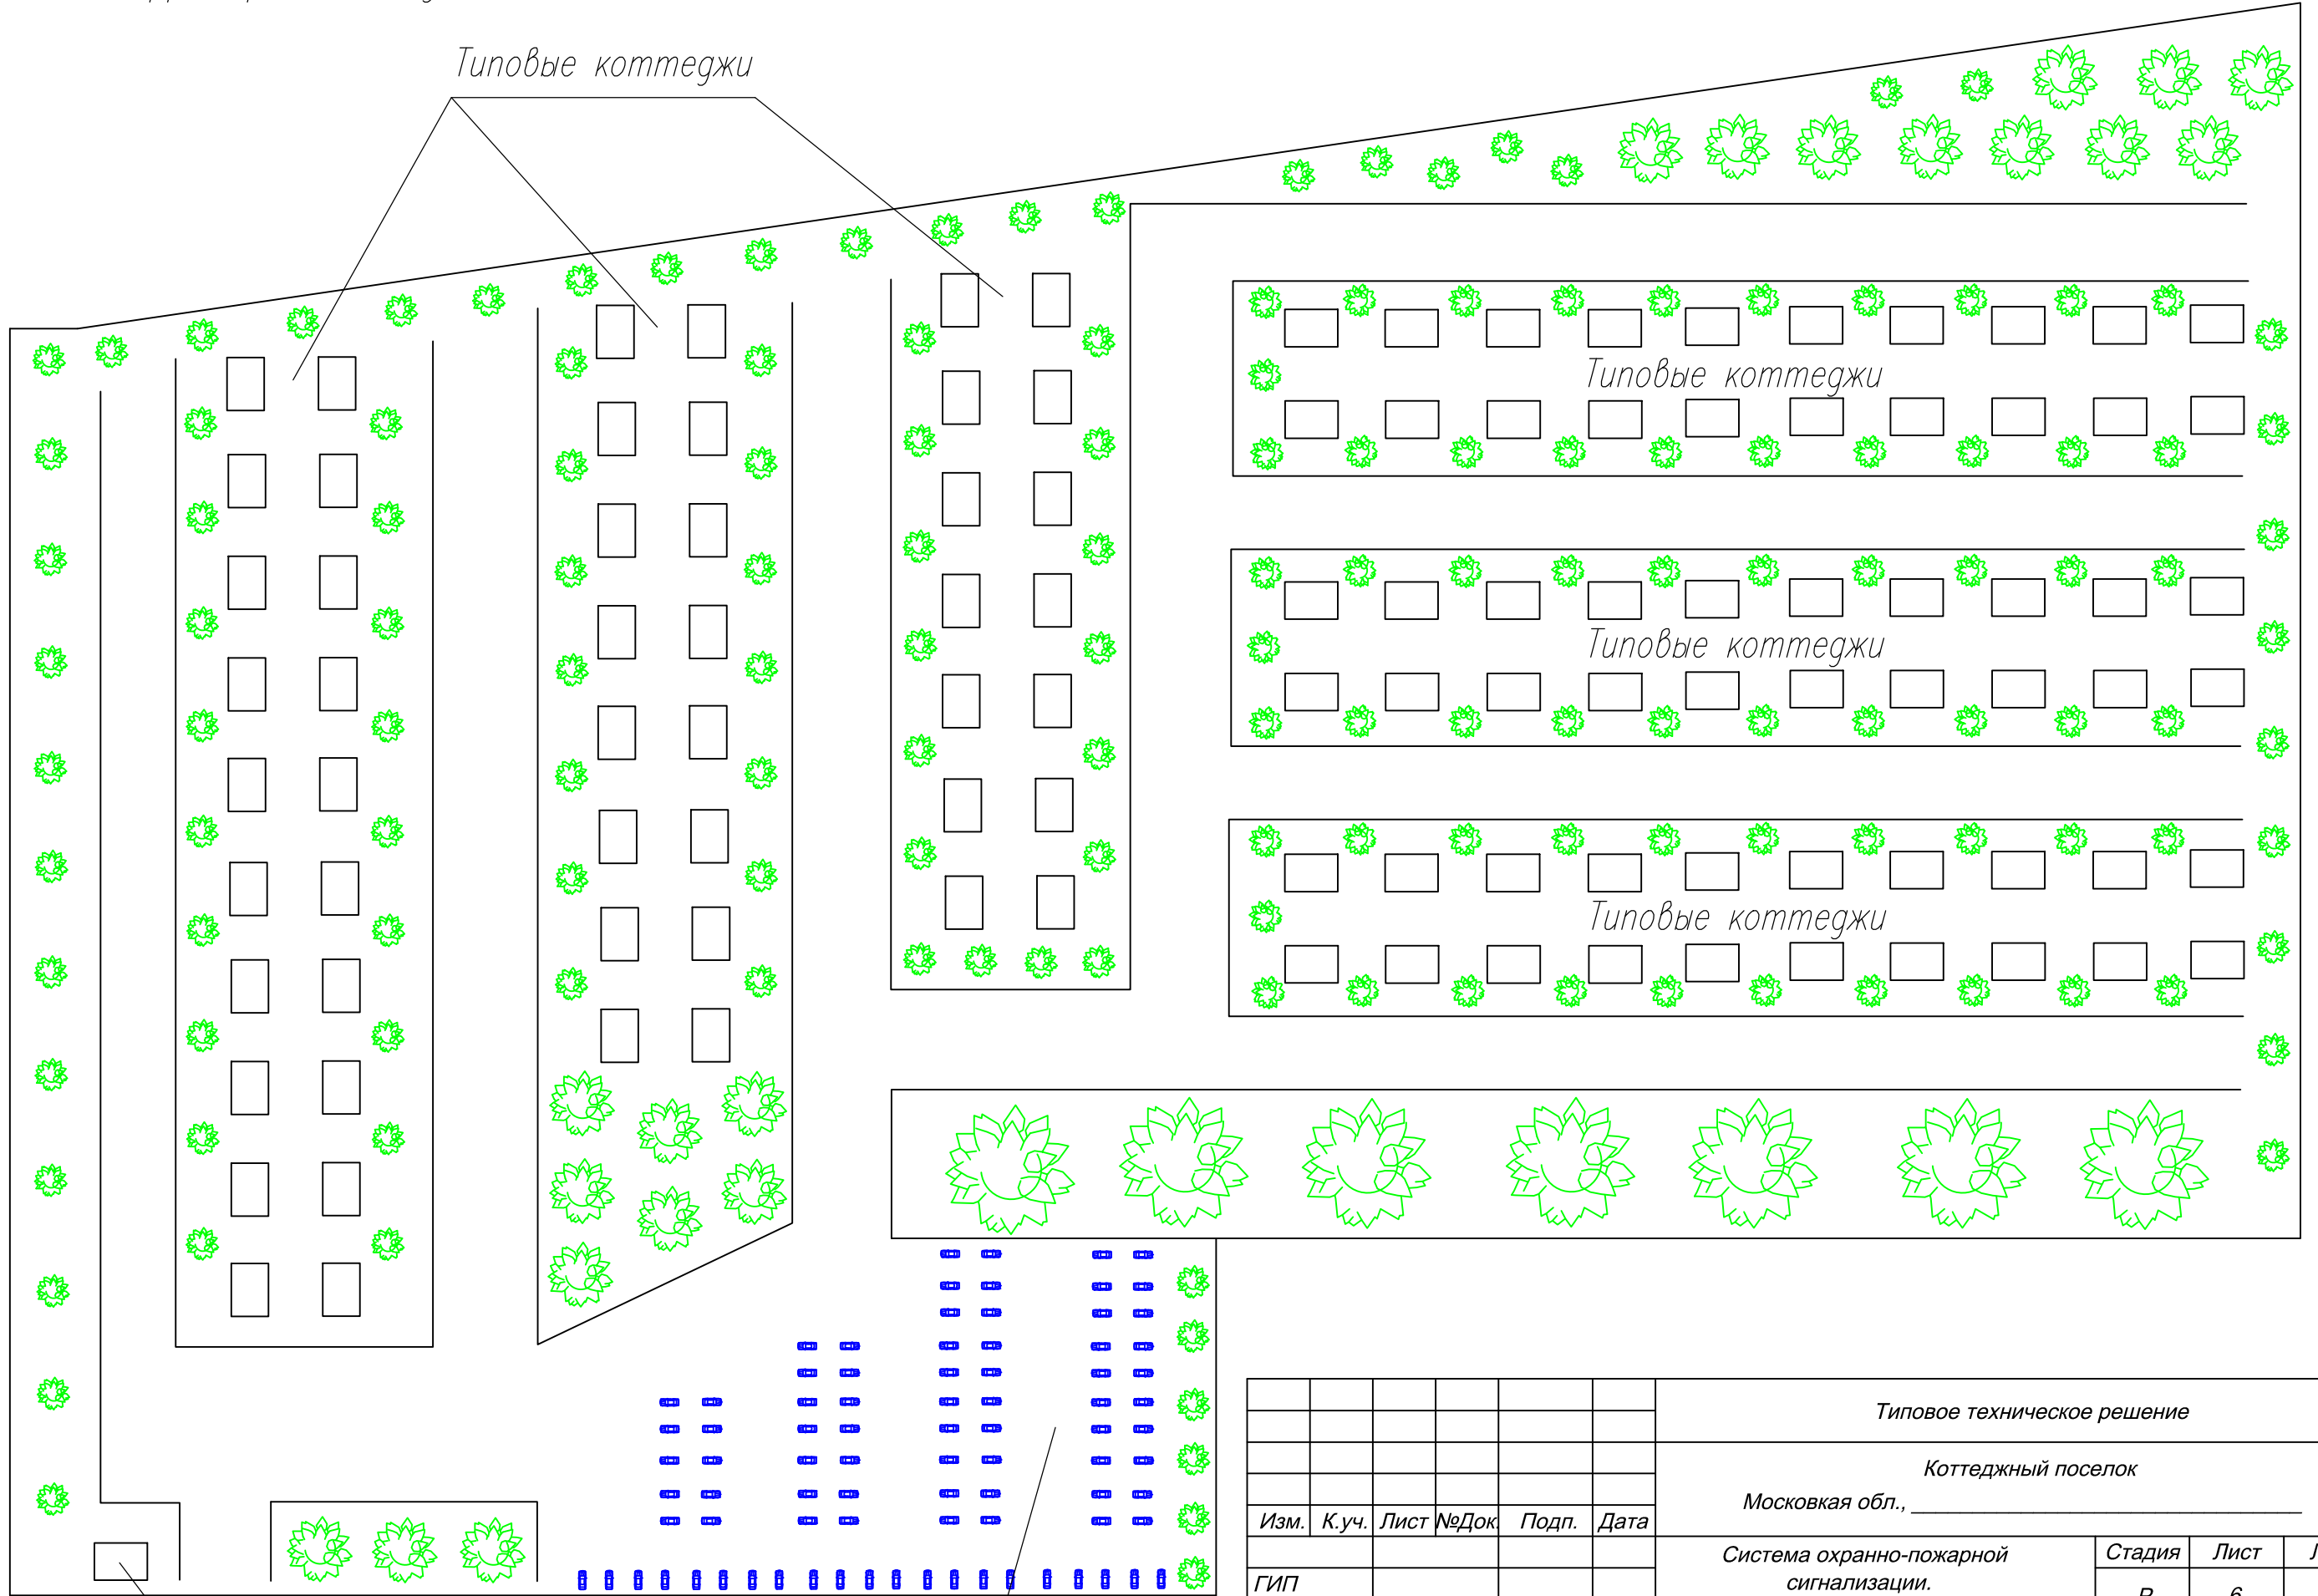 Типовые коттеджи
Типовые коттеджи
Типовые коттеджи
Типовые коттеджи
Типовое техническое решение
Коттеджный поселок
Московкая обл.,
Изм. К.уч. Лист №Док. Подп. Дата
Система охранно-пожарной
сигнализации.
Стадия Лист
ГИП